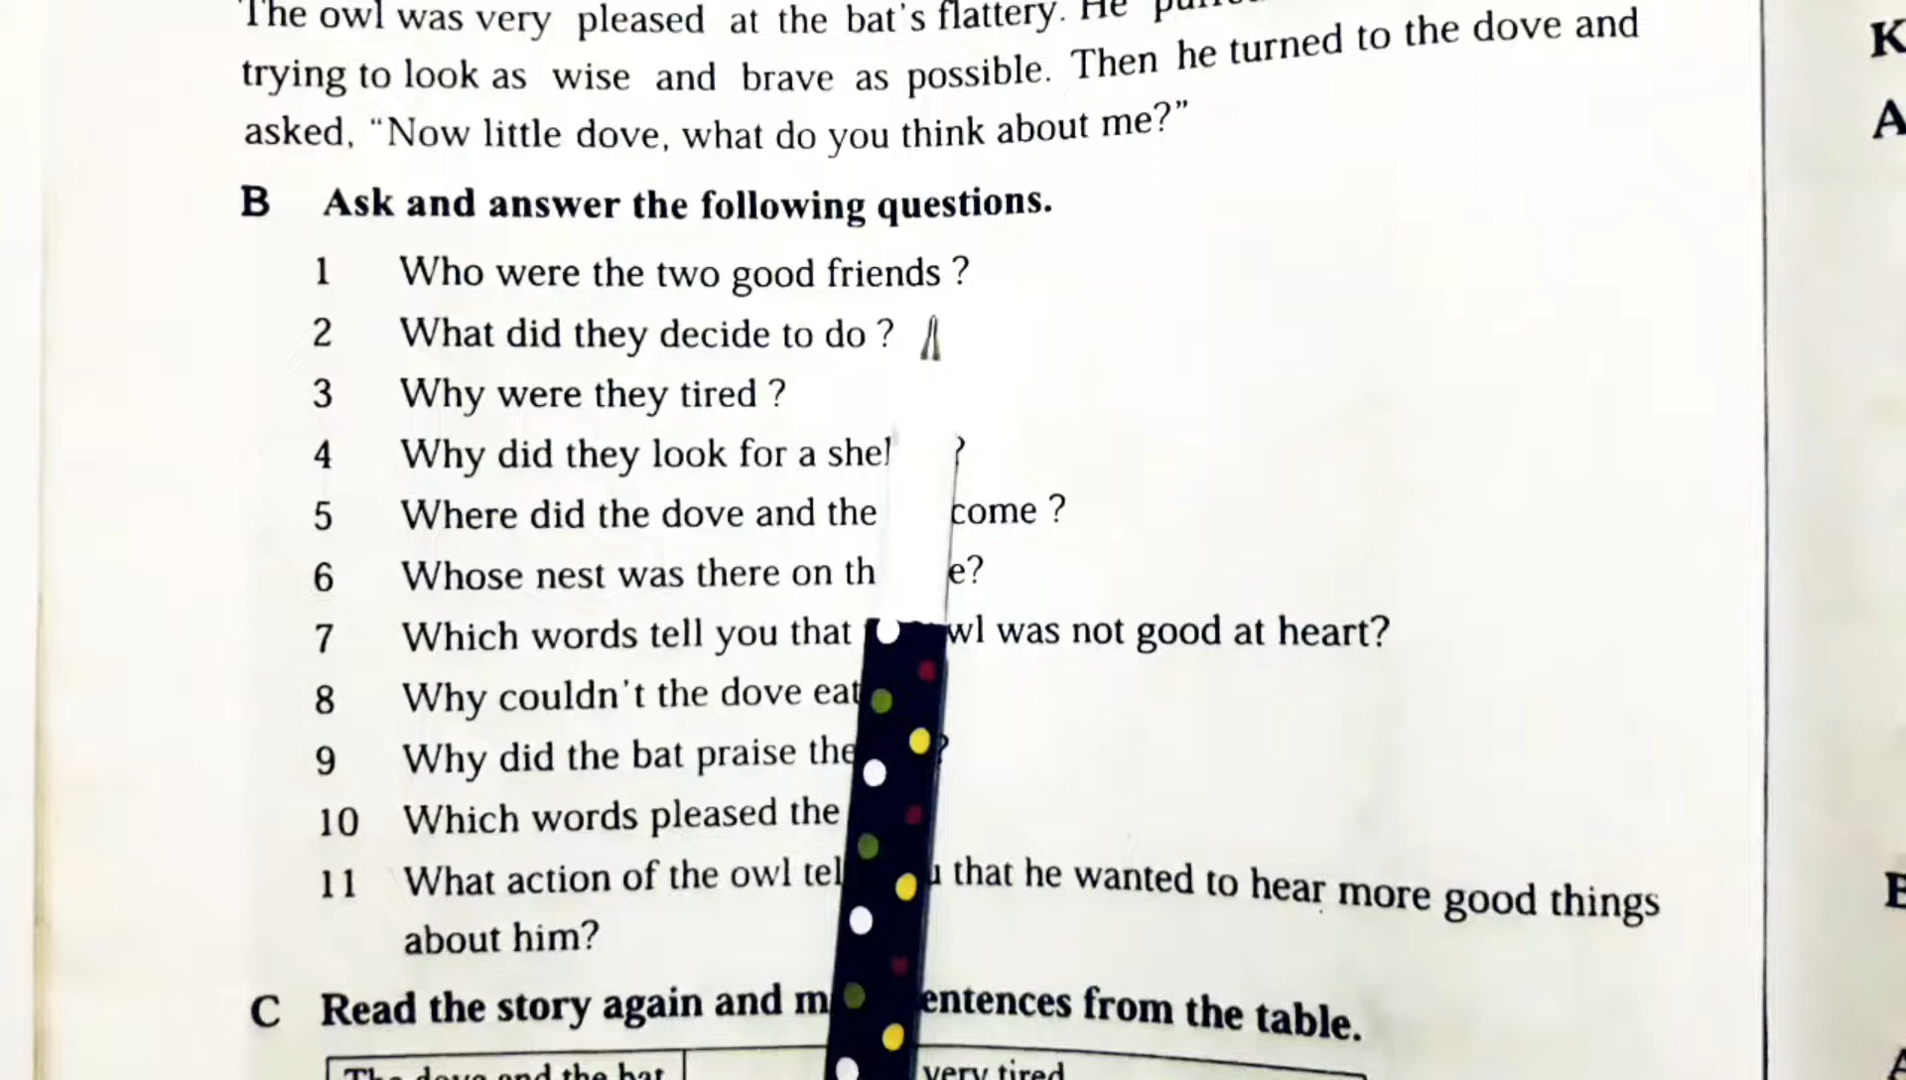 The owl was very pleased at the bat's flattery. He
trying to look as wise and brave as possible. Then he turned to the dove and
asked, “Now little dove, what do you think about me?”
B Ask and answer the following questions.
1 Who were the two good friends ?
2 What did they decide to do ?
3 Why were they tired ?
4 Why did they look for a ?
5 Where did the dove and the come ?
6 Whose nest was there on
7 Which words tell you that was not good at heart?
8 Why couldn't the dove eat
9 Why did the bat praise the ?
10 Which words pleased the
11 What action of the owl that he wanted to hear more good things
about him?
C Read the story again and from the table.
The dove and the bat very tired
K
A